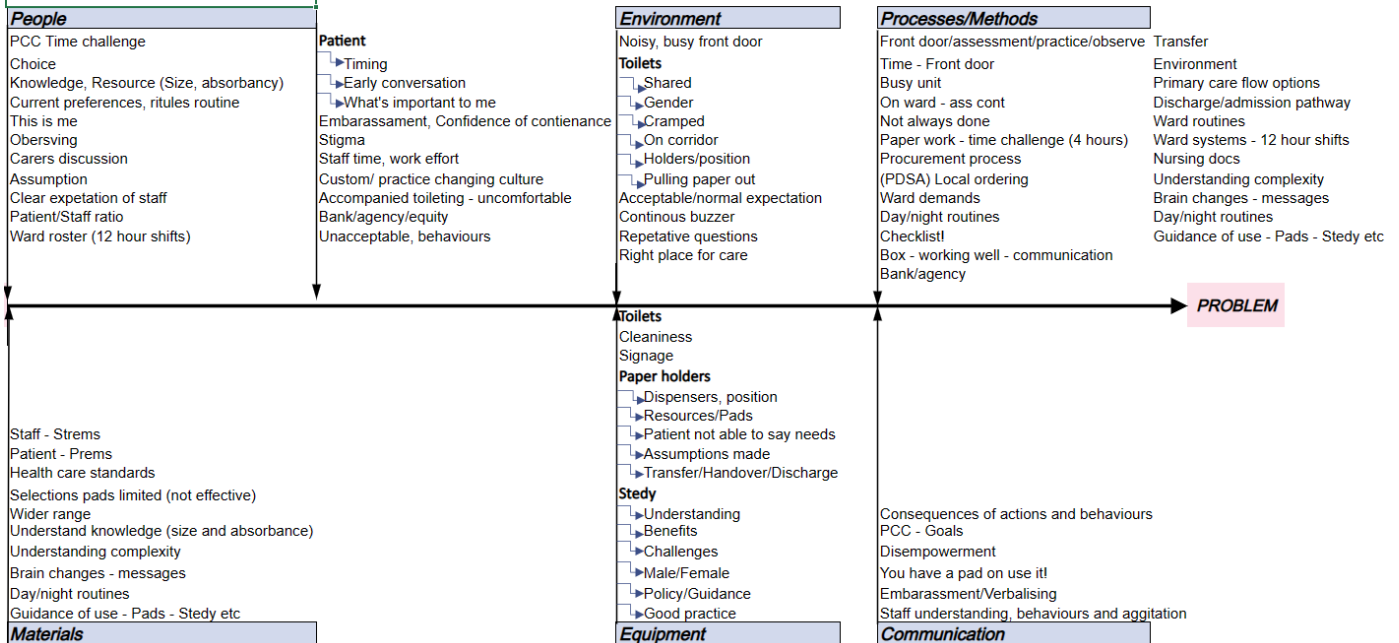 People
PCC Time challenge
Choice
Knowledge, Resource (Size, absorbancy)
Current preferences, ritules routine
This is me
Obersving
Carers discussion
Assumption
Clear expetation of staff
Patient/Staff ratio
Ward roster (12 hour shifts)
Patient
Timing
Early conversation
What's important to me
Embarassament, Confidence of contienance
Stigma
Staff time, work effort
Custom/ practice changing culture
Accompanied toileting - uncomfortable
Bank/agency/equity
Unacceptable, behaviours
Environment
Noisy, busy front door
Toilets
Shared
Gender
Cramped
On corridor
Holders/position
Pulling paper out
Acceptable/normal expectation
Continous buzzer
Repetative questions
Right place for care
Processes/Methods
Front door/assessment/practice/observe
Time - Front door
Busy unit
On ward - ass cont
Not always done
Paper work - time challenge (4 hours)
Procurement process
(PDSA) Local ordering
Ward demands
Day/night routines
Checklist!
Box - working well - communication
Bank/agency
Transfer
Environment
Primary care flow options
Discharge/admission pathway
Ward routines
Ward systems - 12 hour shifts
Nursing docs
Understanding complexity
Brain changes - messages
Day/night routines
Guidance of use - Pads - Stedy etc
PROBLEM
Staff - Strems
Patient - Prems
Health care standards
Selections pads limited (not effective)
Wider range
Understand knowledge (size and absorbance)
Understanding complexity
Brain changes - messages
Day/night routines
Guidance of use - Pads - Stedy etc
Materials
Toilets
Cleaniness
Signage
Paper holders
Dispensers, position
Resources/Pads
Patient not able to say needs
Assumptions made
Transfer/Handover/Discharge
Stedy
Understanding
Benefits
Challenges
Male/Female
Policy/Guidance
Good practice
Equipment
Consequences of actions and behaviours
PCC - Goals
Disempowerment
You have a pad on use it!
Embarassment/Verbalising
Staff understanding, behaviours and aggitation
Communication